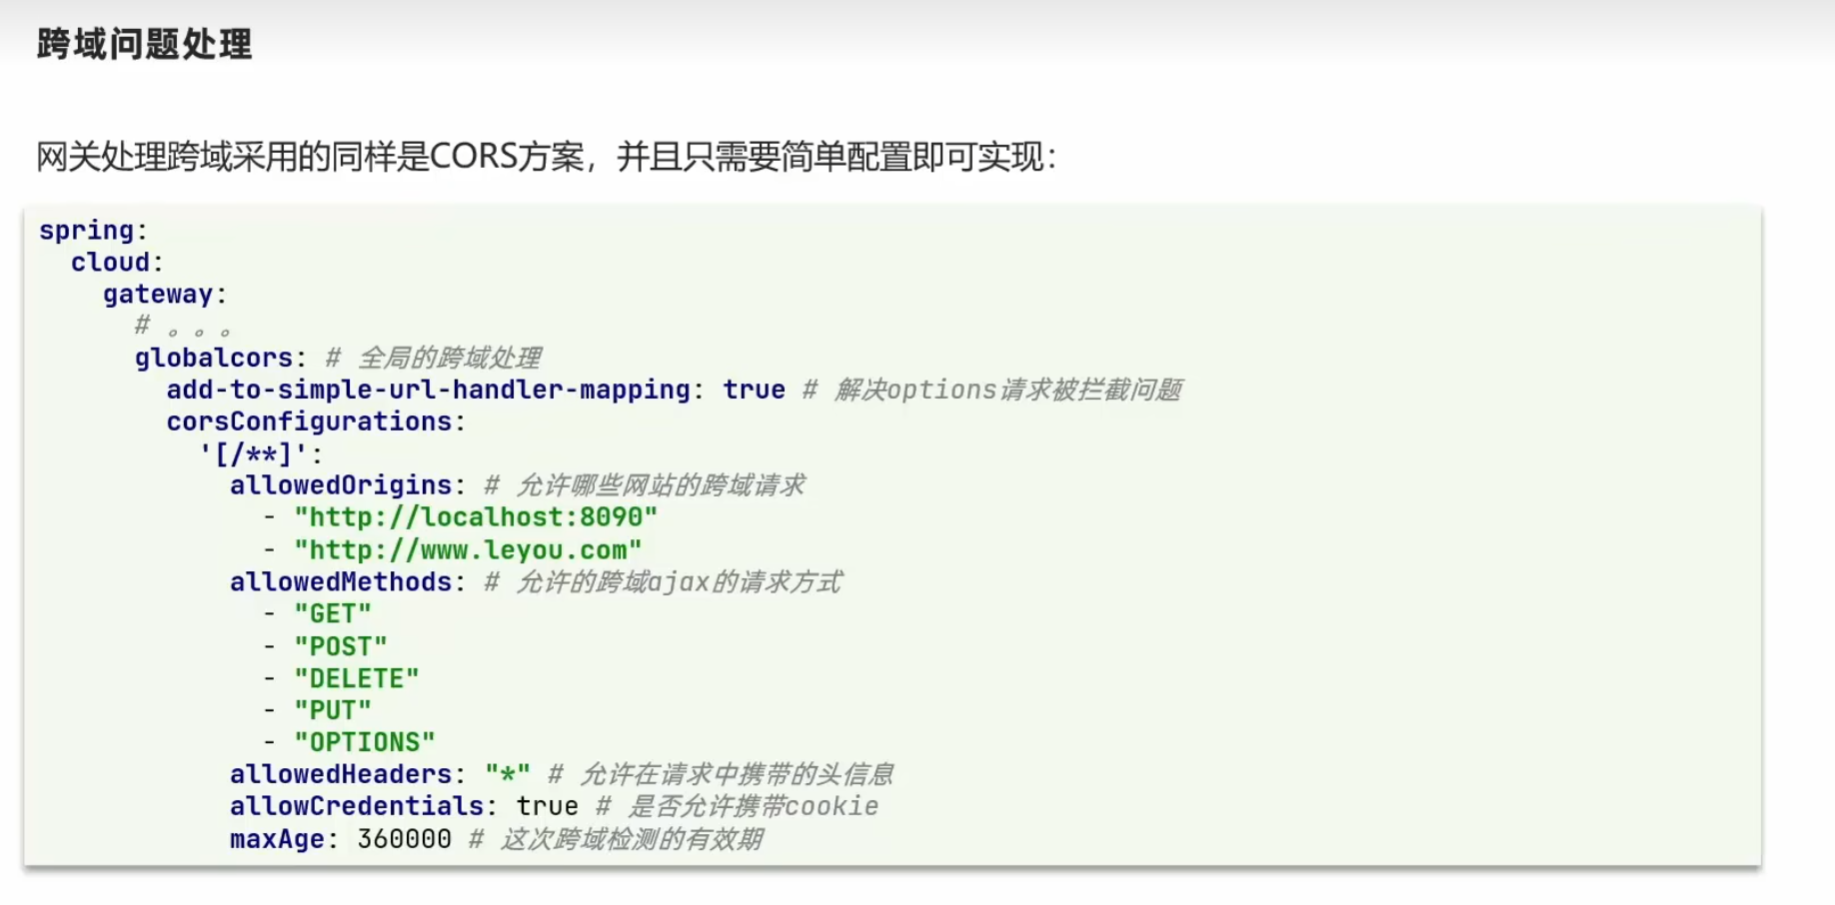 跨域问题处理
网关处理跨域采用的同样是CORS方案，并且只需要简单配置即可实现：
spring:
  cloud:
    gateway:
      # 。。。
      globalcors: # 全局的跨域处理
        add-to-simple-url-handler-mapping: true # 解决options请求被拦截问题
        corsConfigurations:
          '[/**]':
            allowedOrigins: # 允许哪些网站的跨域请求
              - "http://localhost:8090"
              - "http://www.leyou.com"
            allowedMethods: # 允许的跨域ajax的请求方式
              - "GET"
              - "POST"
              - "DELETE"
              - "PUT"
              - "OPTIONS"
            allowedHeaders: "*" # 允许在请求中携带的头信息
            allowCredentials: true # 是否允许携带cookie
            maxAge: 360000 # 这次跨域检测的有效期